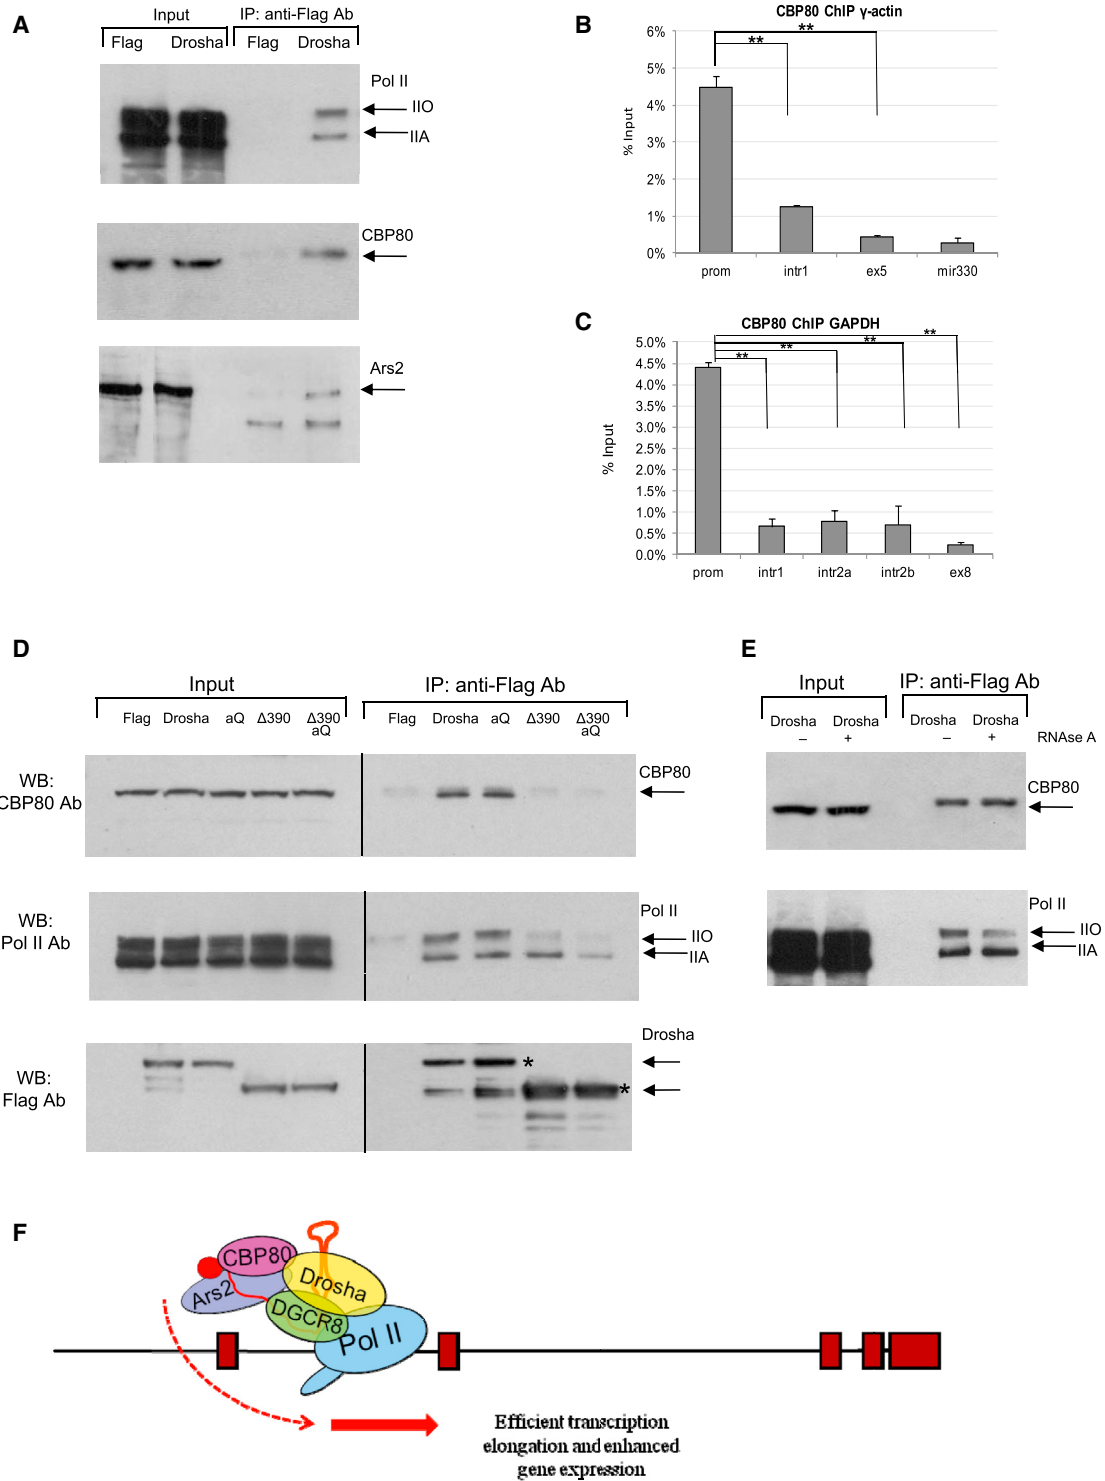 A
Input
IP: anti-Flag Ab
Flag
Drosha
Flag
Drosha
Pol II
IIO
IIA
CBP80
Ars2
B
CBP80 ChIP γ-actin
6%
5%
4%
3%
2%
1%
0%
% Input
**
**
prom
intr1
ex5
mir330
C
CBP80 ChIP GAPDH
5.0%
4.5%
4.0%
3.5%
3.0%
2.5%
2.0%
1.5%
1.0%
0.5%
0.0%
% Input
**
**
**
**
prom
intr1
intr2a
intr2b
ex8
D
Input
IP: anti-Flag Ab
Flag
Drosha
aQ
Δ390
Δ390
aQ
Flag
Drosha
aQ
Δ390
Δ390
aQ
WB:
CBP80 Ab
CBP80
WB:
Pol II Ab
Pol II
IIO
IIA
WB:
Flag Ab
Drosha
*
*
E
Input
IP: anti-Flag Ab
Drosha
Drosha
Drosha
Drosha
–
+
–
+
RNAse A
CBP80
Pol II
IIO
IIA
F
CBP80
Ars2
Drosha
DGCR8
Pol II
Efficient transcription
elongation and enhanced
gene expression